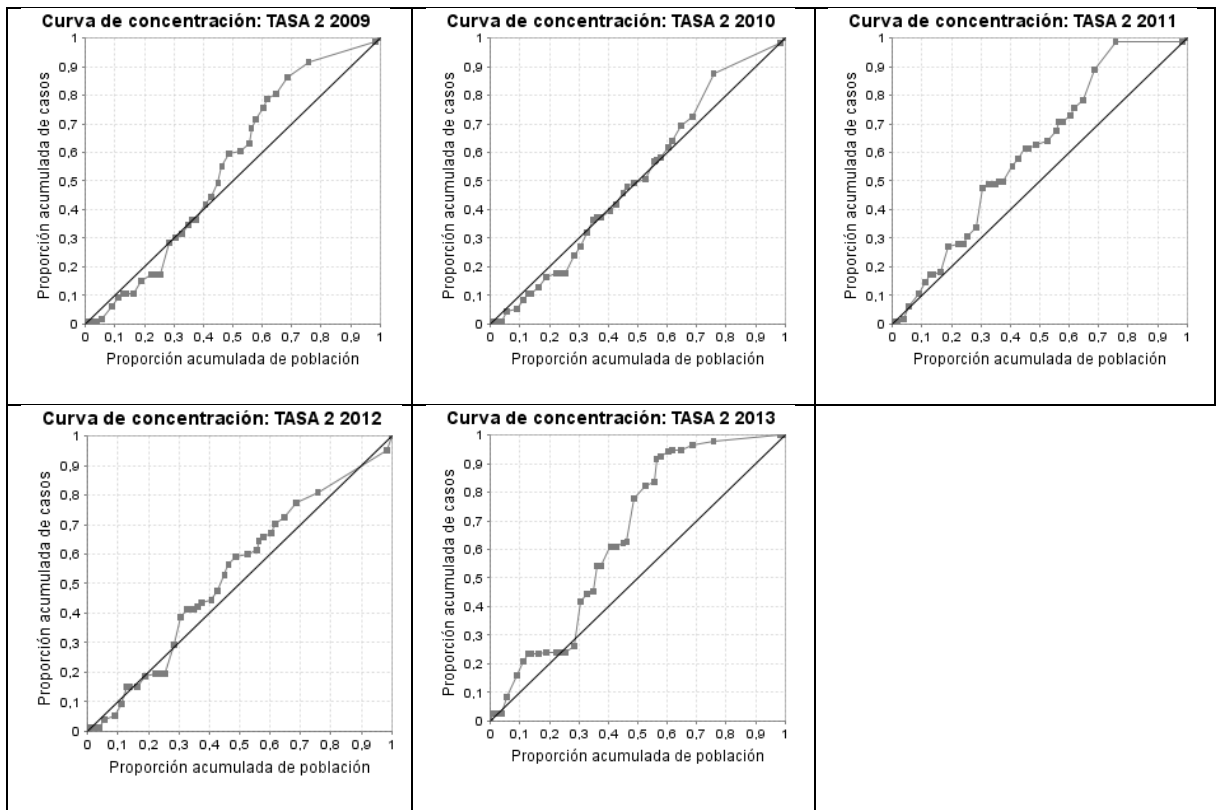 Curva de concentración: TASA 2 2009
Proporción acumulada de casos
1
0,9
0,8
0,7
0,6
0,5
0,4
0,3
0,2
0,1
0
0 0,1 0,2 0,3 0,4 0,5 0,6 0,7 0,8 0,9 1
Proporción acumulada de población
Curva de concentración: TASA 2 2010
Proporción acumulada de casos
1
0,9
0,8
0,7
0,6
0,5
0,4
0,3
0,2
0,1
0
0 0,1 0,2 0,3 0,4 0,5 0,6 0,7 0,8 0,9 1
Proporción acumulada de población
Curva de concentración: TASA 2 2011
Proporción acumulada de casos
1
0,9
0,8
0,7
0,6
0,5
0,4
0,3
0,2
0,1
0
0 0,1 0,2 0,3 0,4 0,5 0,6 0,7 0,8 0,9 1
Proporción acumulada de población
Curva de concentración: TASA 2 2012
Proporción acumulada de casos
1
0,9
0,8
0,7
0,6
0,5
0,4
0,3
0,2
0,1
0
0 0,1 0,2 0,3 0,4 0,5 0,6 0,7 0,8 0,9 1
Proporción acumulada de población
Curva de concentración: TASA 2 2013
Proporción acumulada de casos
1
0,9
0,8
0,7
0,6
0,5
0,4
0,3
0,2
0,1
0
0 0,1 0,2 0,3 0,4 0,5 0,6 0,7 0,8 0,9 1
Proporción acumulada de población